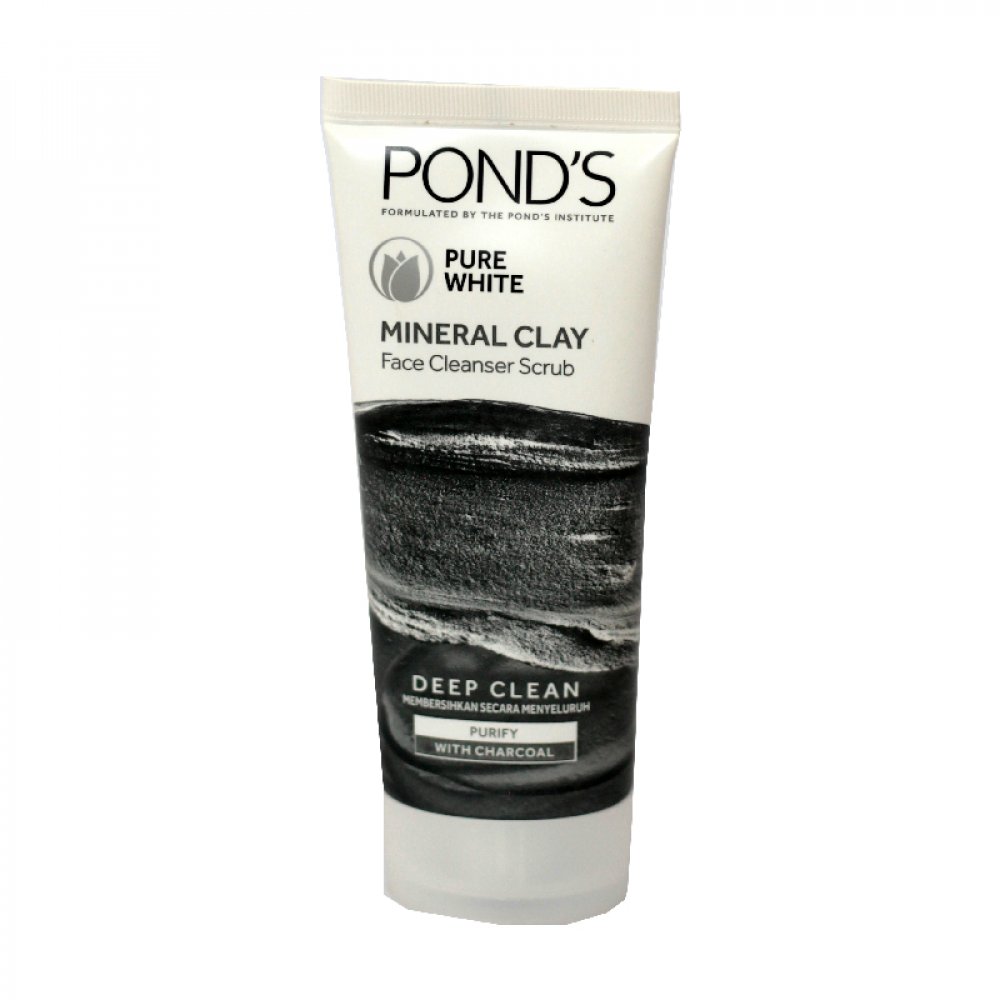 POND'S
FORMULATED BY THE POND'S INSTITUTE
PURE
WHITE
MINERAL CLAY
Face Cleanser Scrub
DEEP CLEAN
MEMBERSIHKAN SECARA MENYELURUH
PURIFY
WITH CHARCOAL